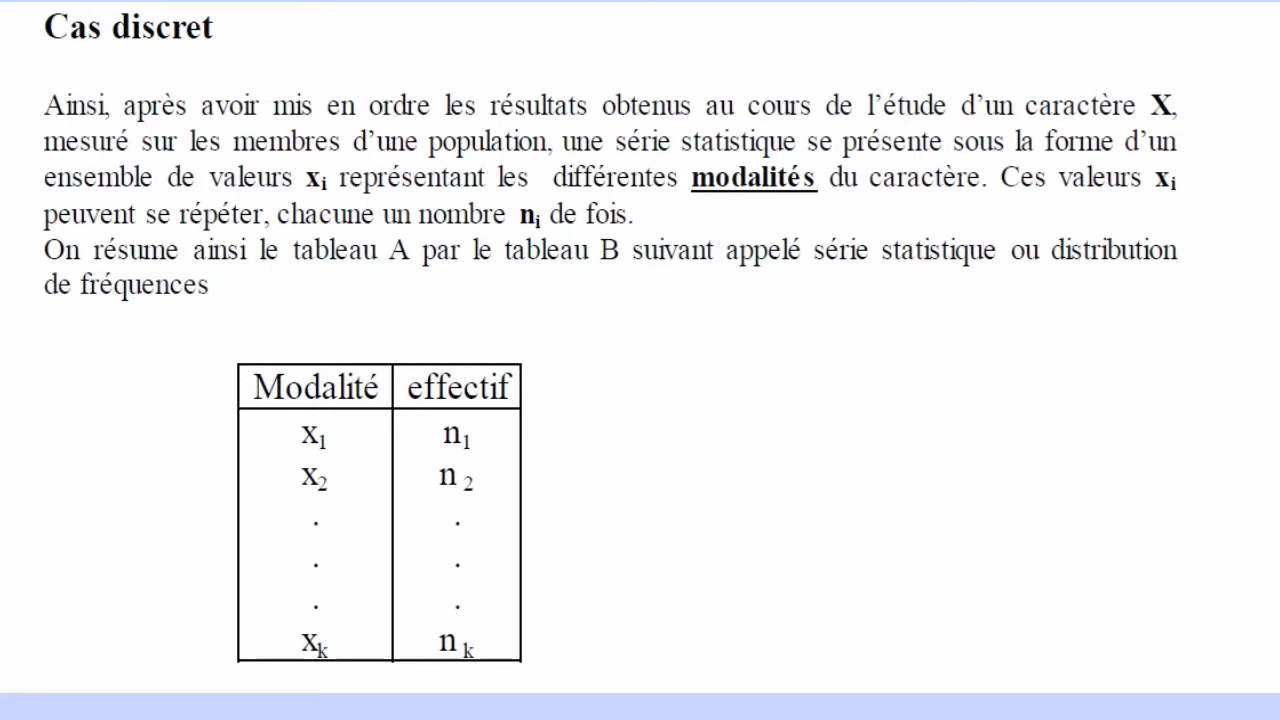 Cas discret
Ainsi, après avoir mis en ordre les résultats obtenus au cours de l'étude d'un caractère X,
mesuré sur les membres d'une population, une série statistique se présente sous la forme d'un
ensemble de valeurs xi représentant les différentes modalités du caractère. Ces valeurs xi
peuvent se répéter, chacune un nombre ni de fois.
On résume ainsi le tableau A par le tableau B suivant appelé série statistique ou distribution
de fréquences
Modalité effectif
x1 n1
x2 n 2
. .
. .
. .
xk n k